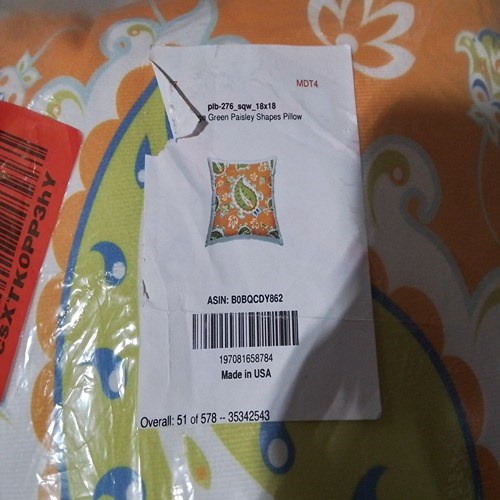 MDT4
plb-276_sqw_18x18
Green Paisley Shapes Pillow
ASIN: B0BQCDY862
197081658784
Made in USA
Overall: 51 of 578 -- 35342543